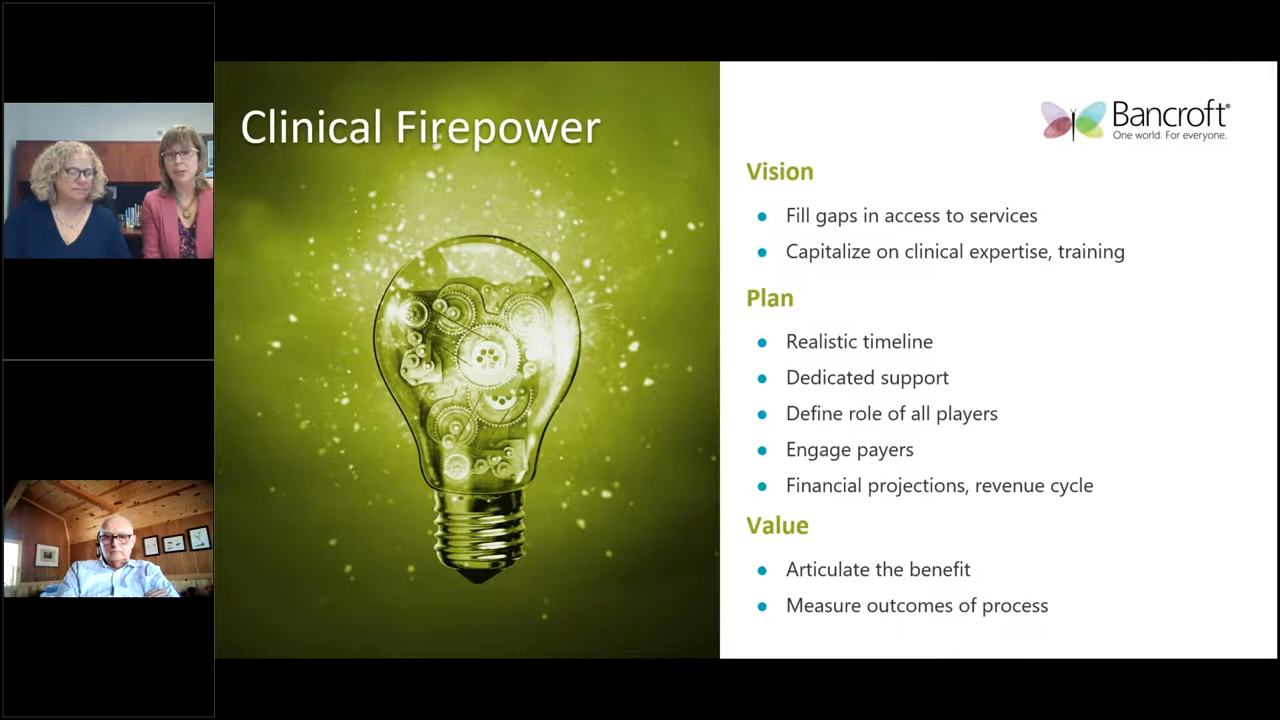 Clinical Firepower
Bancroft®
One world. For everyone.
Vision
Fill gaps in access to services
Capitalize on clinical expertise, training
Plan
Realistic timeline
Dedicated support
Define role of all players
Engage payers
Financial projections, revenue cycle
Value
Articulate the benefit
Measure outcomes of process